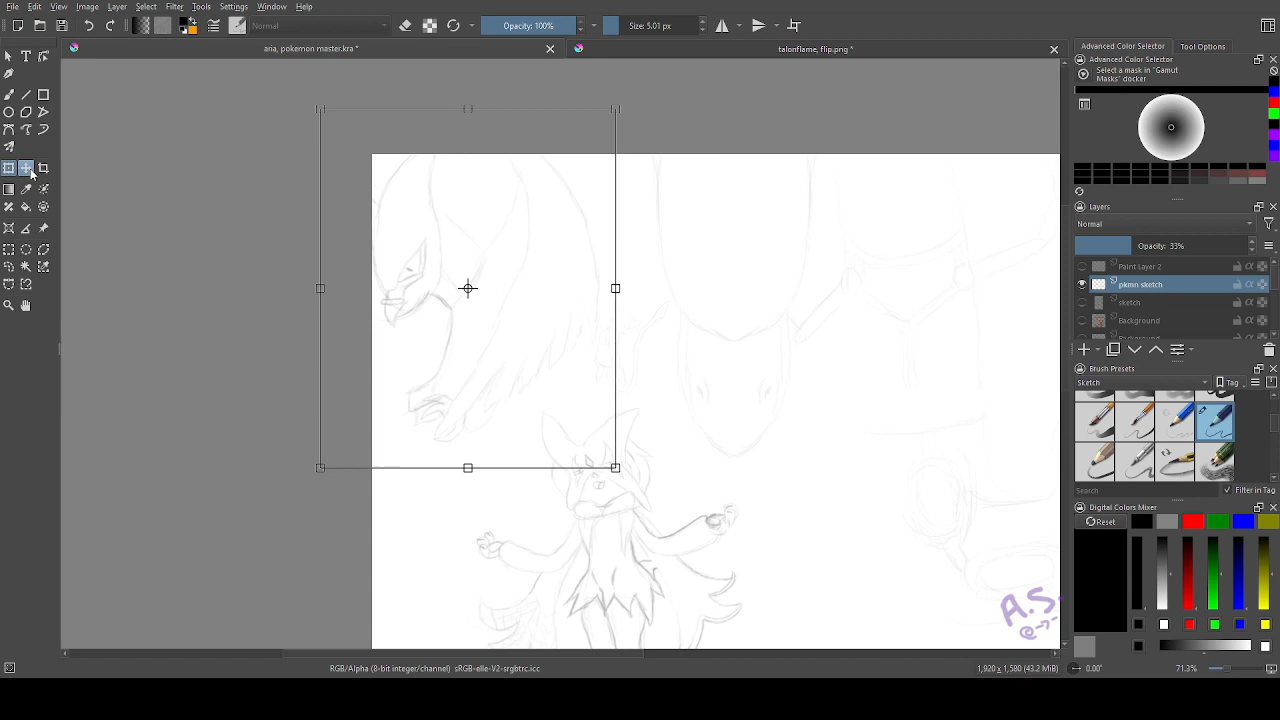 File Edit View Image Layer Select Filter Tools Settings Window Help
Normal
Opacity: 100%
Size: 5.01 px
aria, pokemon master.kra *
talonflame, flip.png *
Advanced Color Selector
Tool Options
Advanced Color Selector
Select a mask in "Gamut
Masks" docker
Layers
Normal
Opacity: 33%
Paint Layer 2
pkmn sketch
sketch
Background
Brush Presets
Sketch
Tag
Search
Filter in Tag
Digital Colors Mixer
Reset
A.S.
RGB/Alpha (8-bit integer/channel) sRGB-elle-V2-srgbtrc.icc
1,920 x 1,580 (43.2 MiB)
0.00°
71.3%